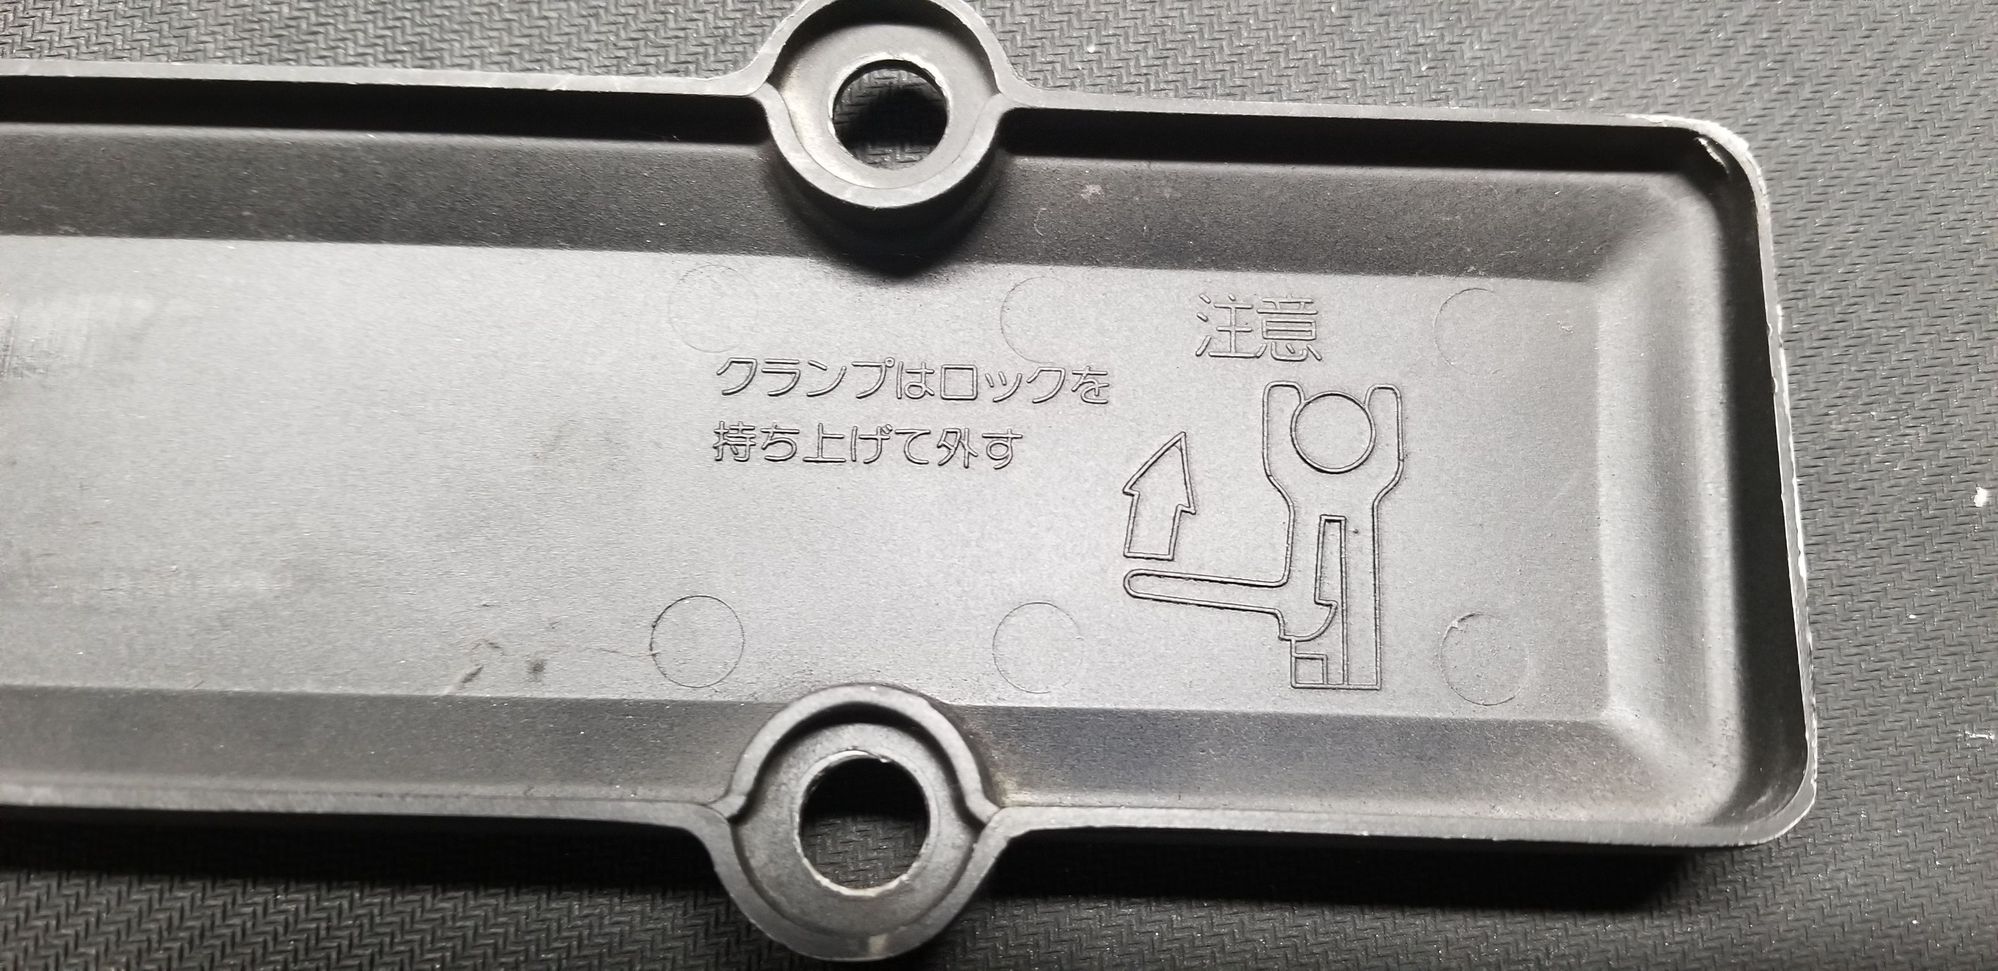 注意
クランプはロックを
持ち上げて外す